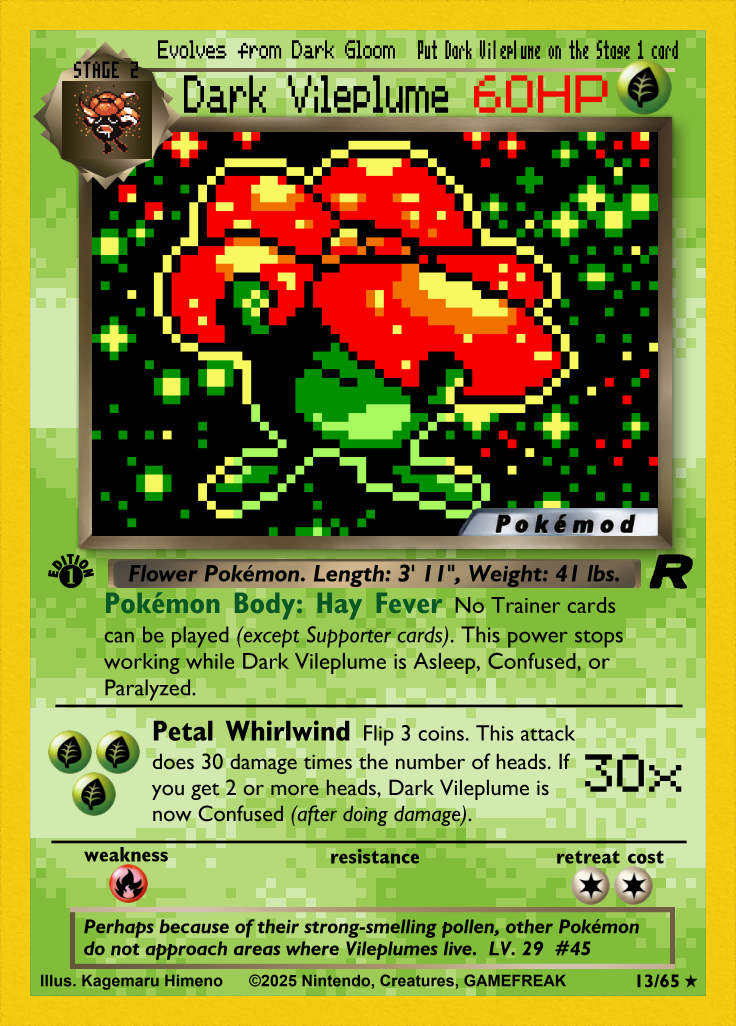 Evolves from Dark Gloom Put Dark Vileplume on the Stage 1 card
STAGE 2
Dark Vileplume 60HP
Pokémod
EDITION
1
Flower Pokémon. Length: 3' 11", Weight: 41 lbs.
R
Pokémon Body: Hay Fever No Trainer cards
can be played (except Supporter cards). This power stops
working while Dark Vileplume is Asleep, Confused, or
Paralyzed.
Petal Whirlwind Flip 3 coins. This attack
does 30 damage times the number of heads. If
you get 2 or more heads, Dark Vileplume is
now Confused (after doing damage).
30x
weakness resistance retreat cost
Perhaps because of their strong-smelling pollen, other Pokémon
do not approach areas where Vileplumes live. LV. 29 #45
Illus. Kagemaru Himeno ©2025 Nintendo, Creatures, GAMEFREAK 13/65 ★